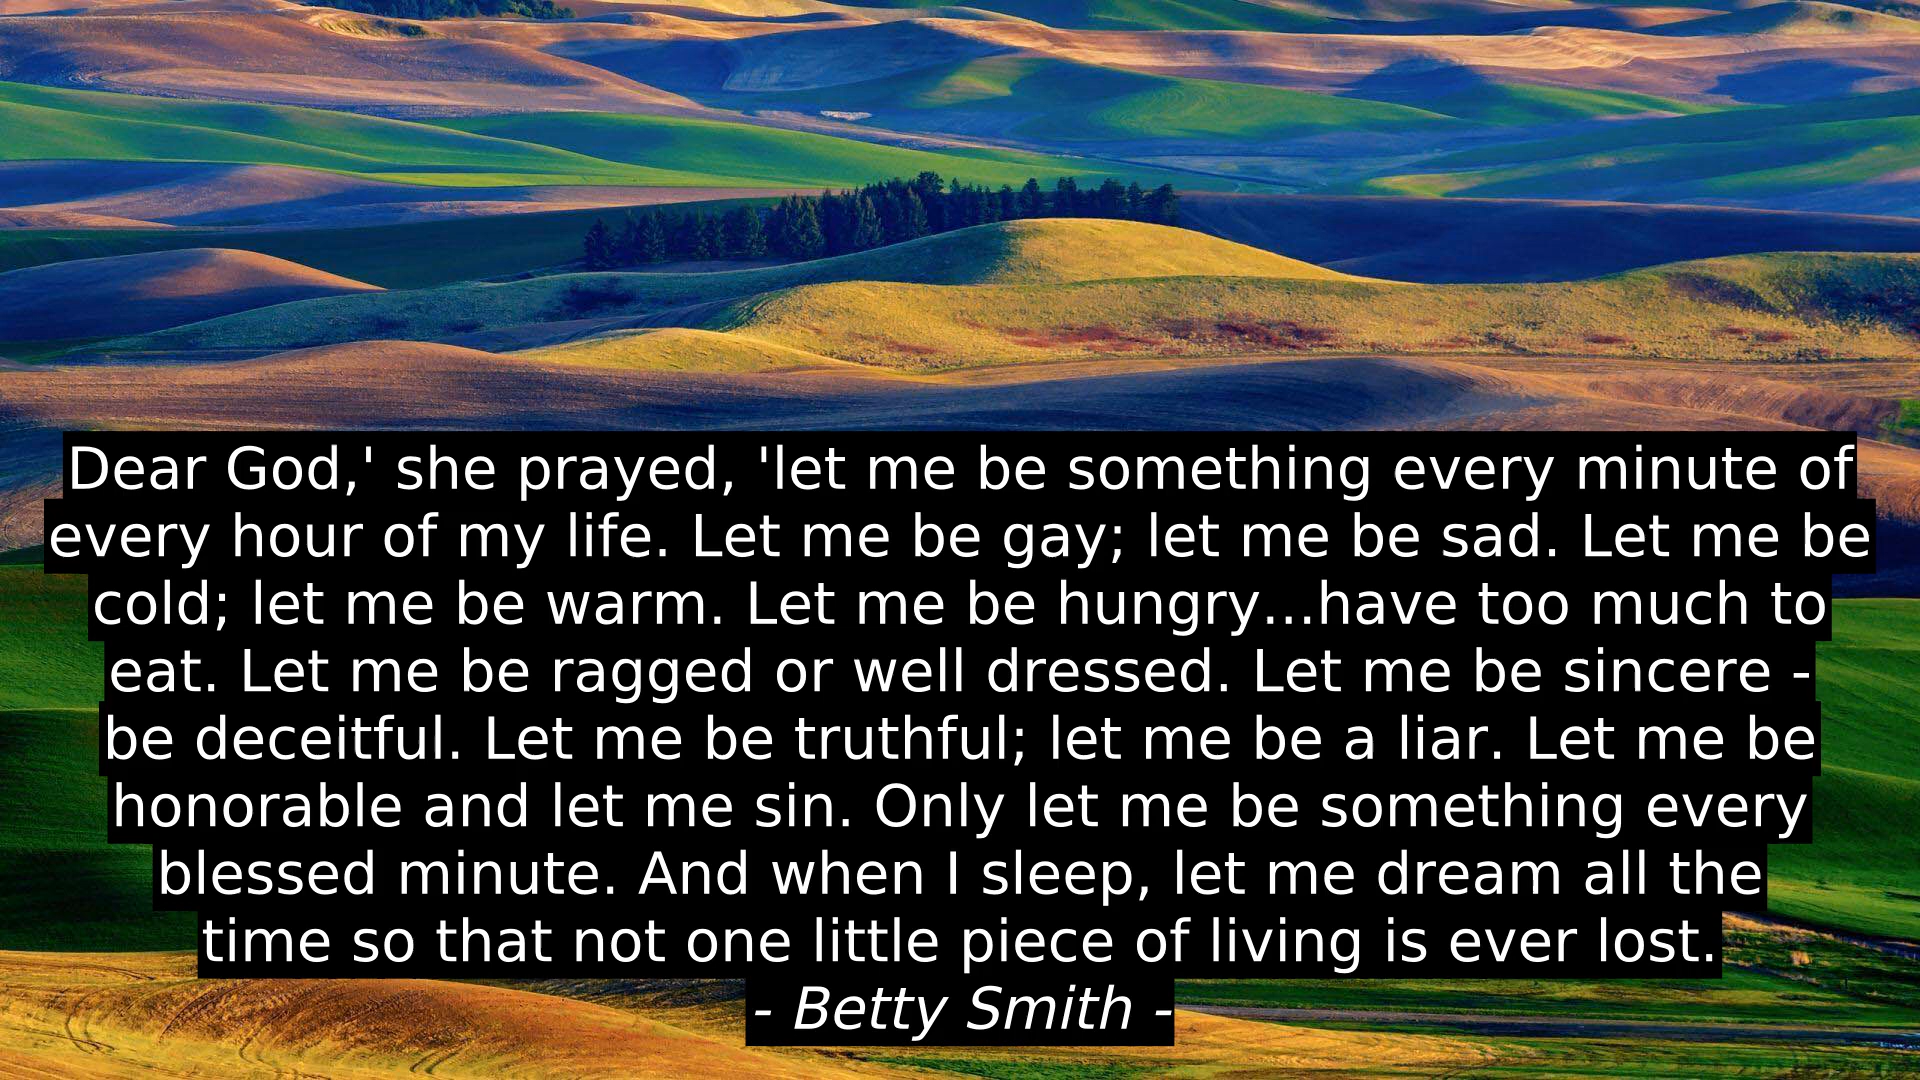 Dear God,' she prayed, 'let me be something every minute of
every hour of my life. Let me be gay; let me be sad. Let me be
cold; let me be warm. Let me be hungry...have too much to
eat. Let me be ragged or well dressed. Let me be sincere -
be deceitful. Let me be truthful; let me be a liar. Let me be
honorable and let me sin. Only let me be something every
blessed minute. And when I sleep, let me dream all the
time so that not one little piece of living is ever lost.
- Betty Smith -